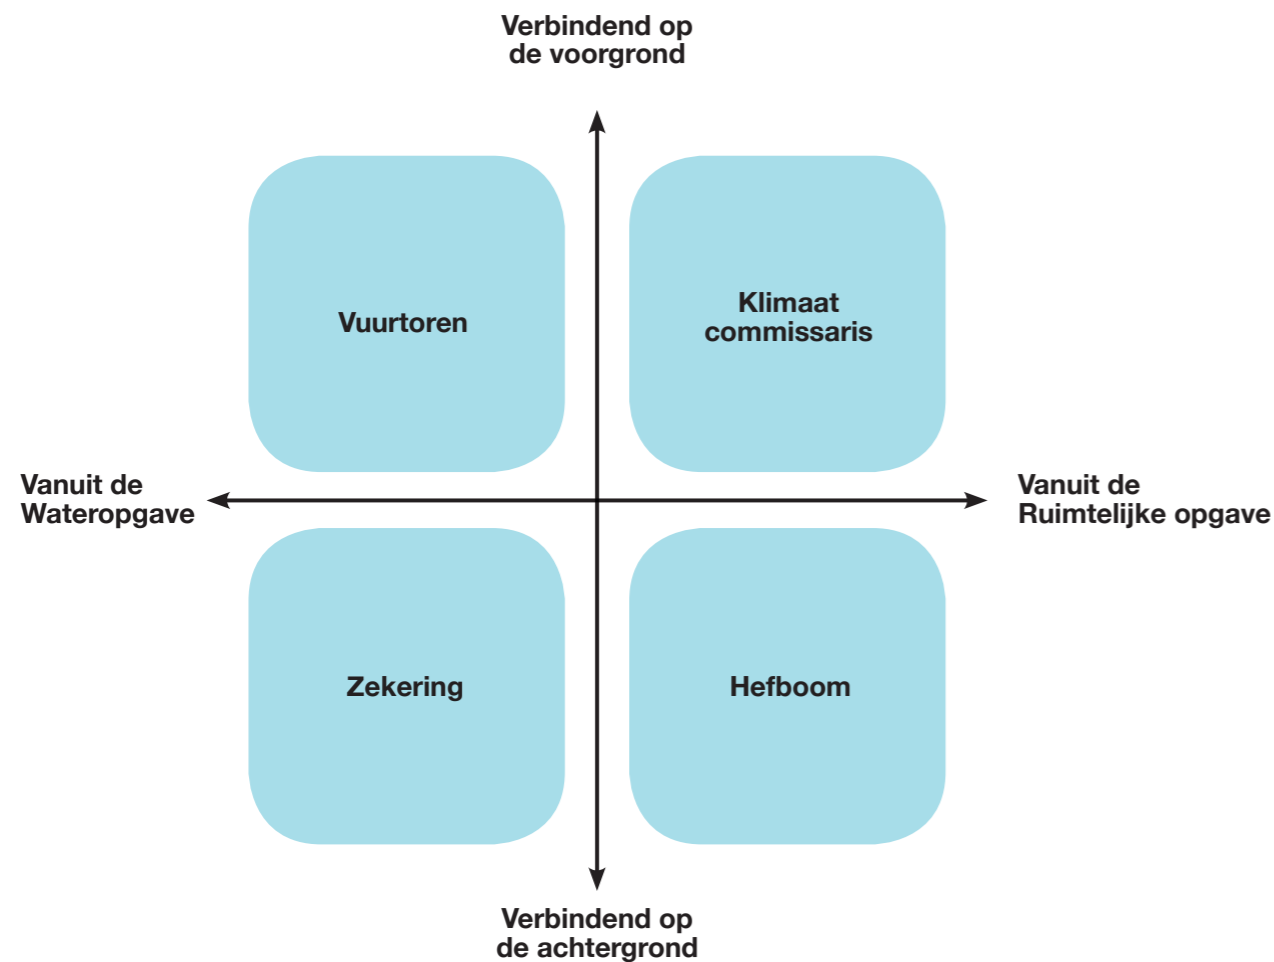 Verbindend op
de voorgrond
Vuurtoren
Klimaat
commissaris
Vanuit de
Wateropgave
Vanuit de
Ruimtelijke opgave
Zekering
Hefboom
Verbindend op
de achtergrond